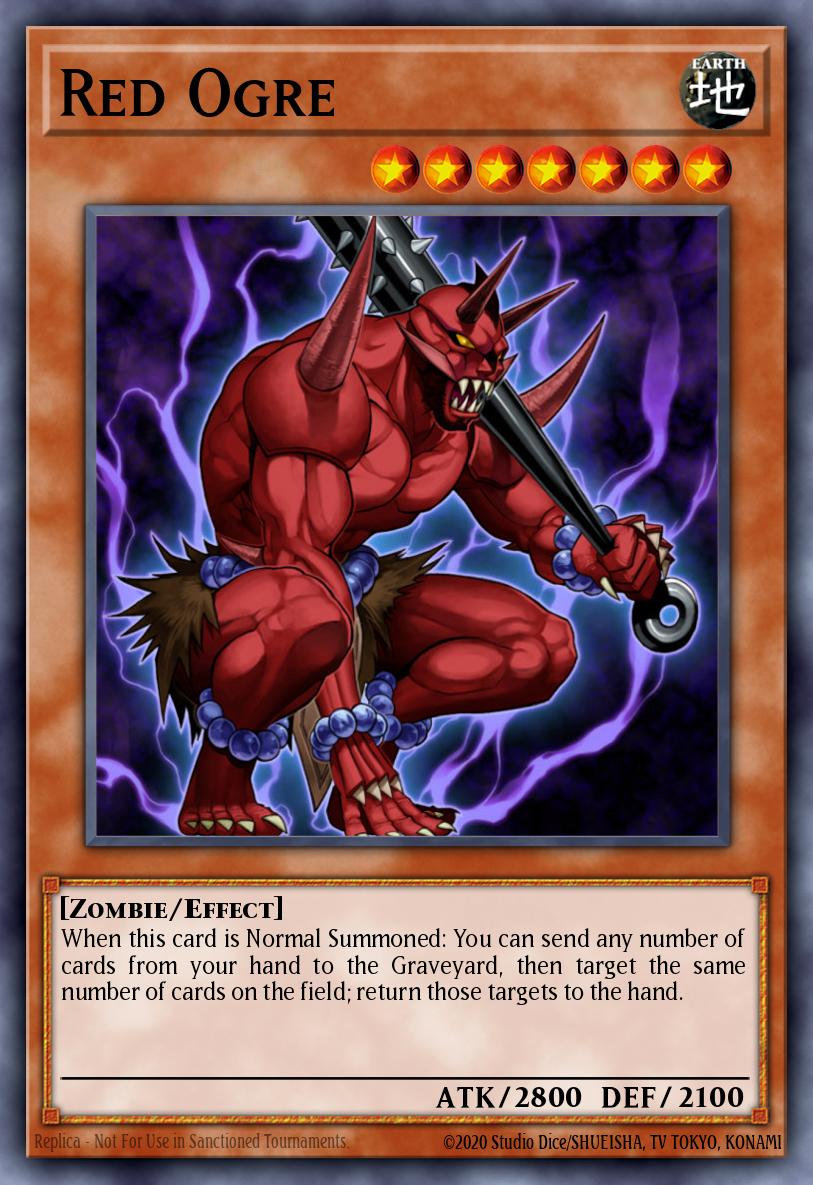 Red Ogre
EARTH
地
[Zombie/Effect]
When this card is Normal Summoned: You can send any number of
cards from your hand to the Graveyard, then target the same
number of cards on the field; return those targets to the hand.
ATK/2800 DEF/2100
Replica - Not For Use in Sanctioned Tournaments.
©2020 Studio Dice/SHUEISHA, TV TOKYO, KONAMI